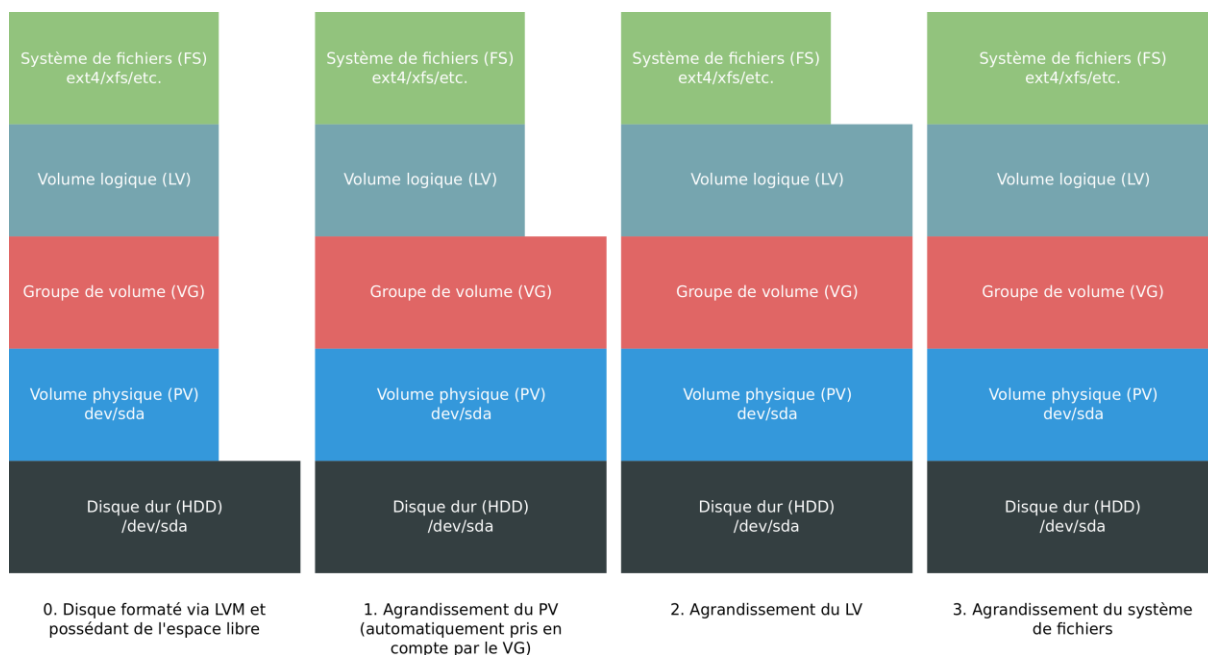 Système de fichiers (FS)
ext4/xfs/etc.
Volume logique (LV)
Groupe de volume (VG)
Volume physique (PV)
dev/sda
Disque dur (HDD)
/dev/sda
0. Disque formaté via LVM et
possédant de l'espace libre
Système de fichiers (FS)
ext4/xfs/etc.
Volume logique (LV)
Groupe de volume (VG)
Volume physique (PV)
dev/sda
Disque dur (HDD)
/dev/sda
1. Agrandissement du PV
(automatiquement pris en
compte par le VG)
Système de fichiers (FS)
ext4/xfs/etc.
Volume logique (LV)
Groupe de volume (VG)
Volume physique (PV)
dev/sda
Disque dur (HDD)
/dev/sda
2. Agrandissement du LV
Système de fichiers (FS)
ext4/xfs/etc.
Volume logique (LV)
Groupe de volume (VG)
Volume physique (PV)
dev/sda
Disque dur (HDD)
/dev/sda
3. Agrandissement du système
de fichiers